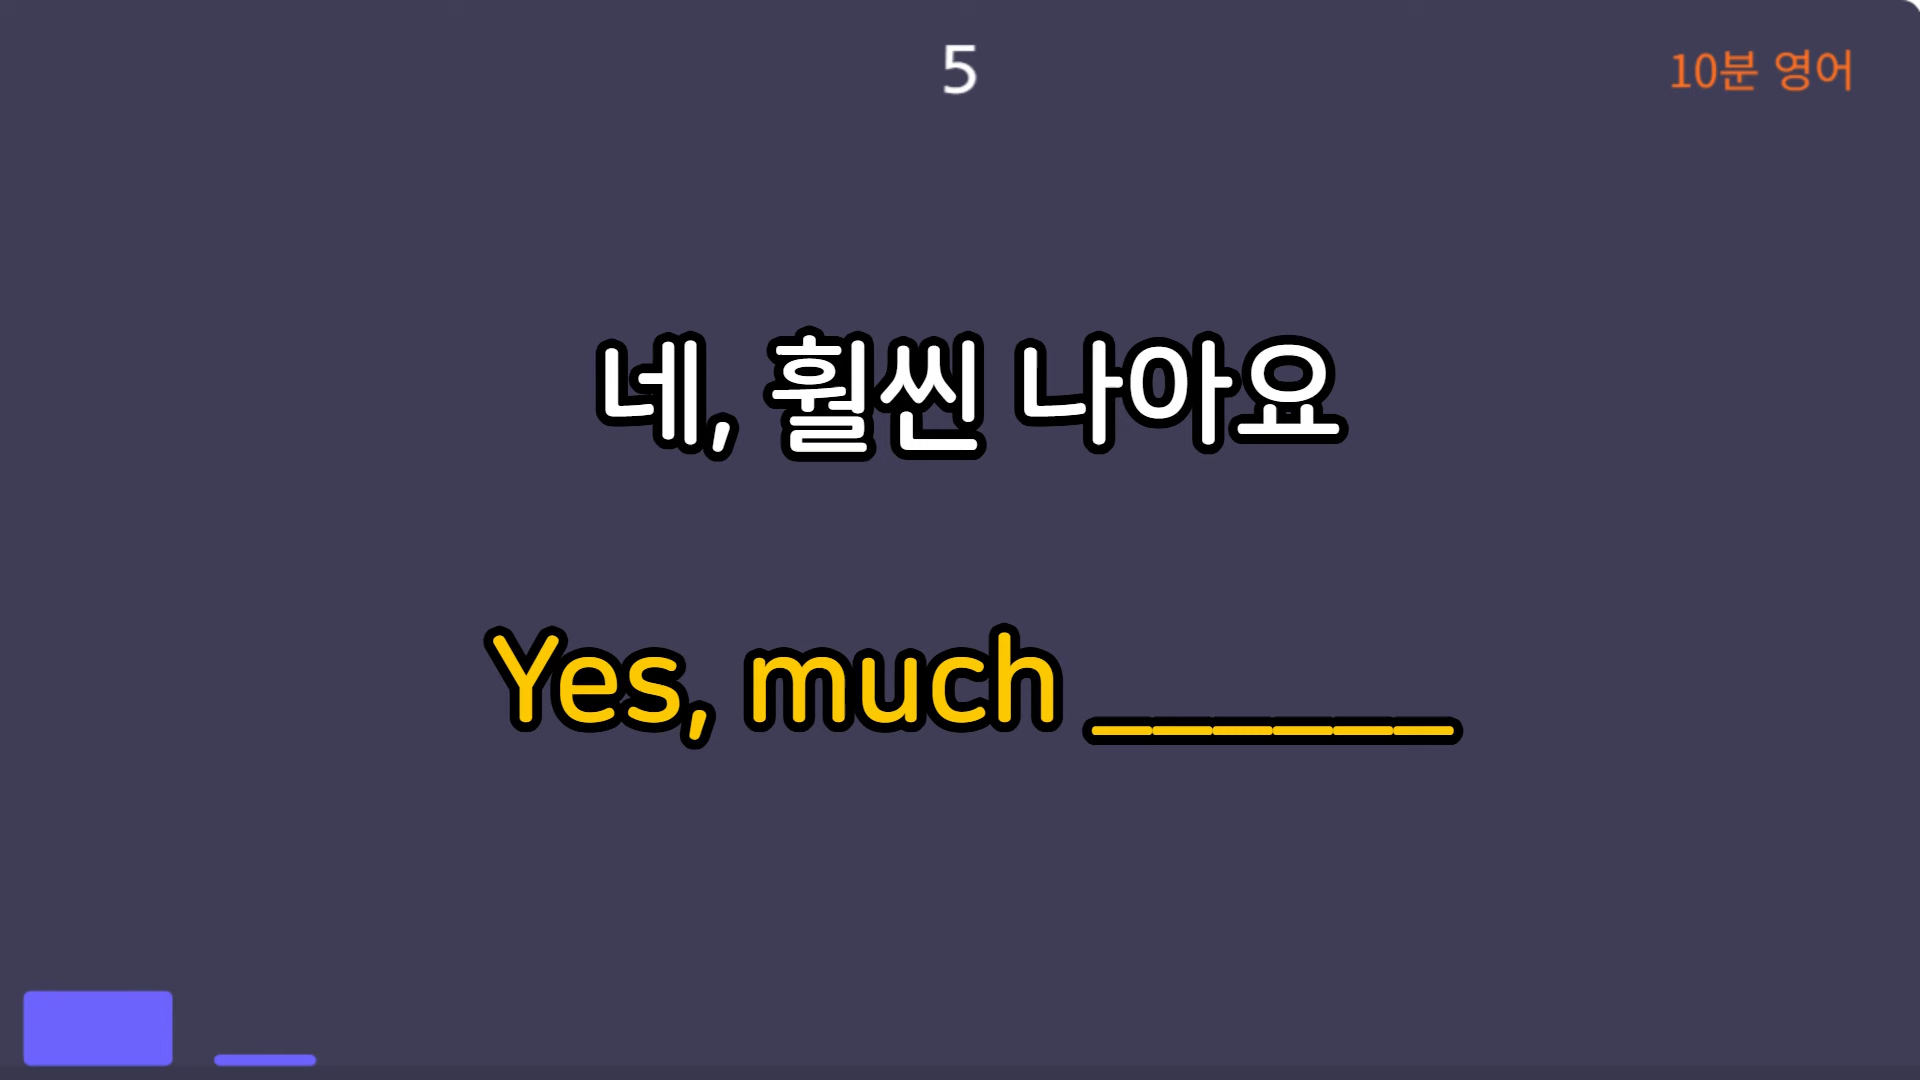 5
10분 영어
네, 훨씬 나아요
Yes, much ______